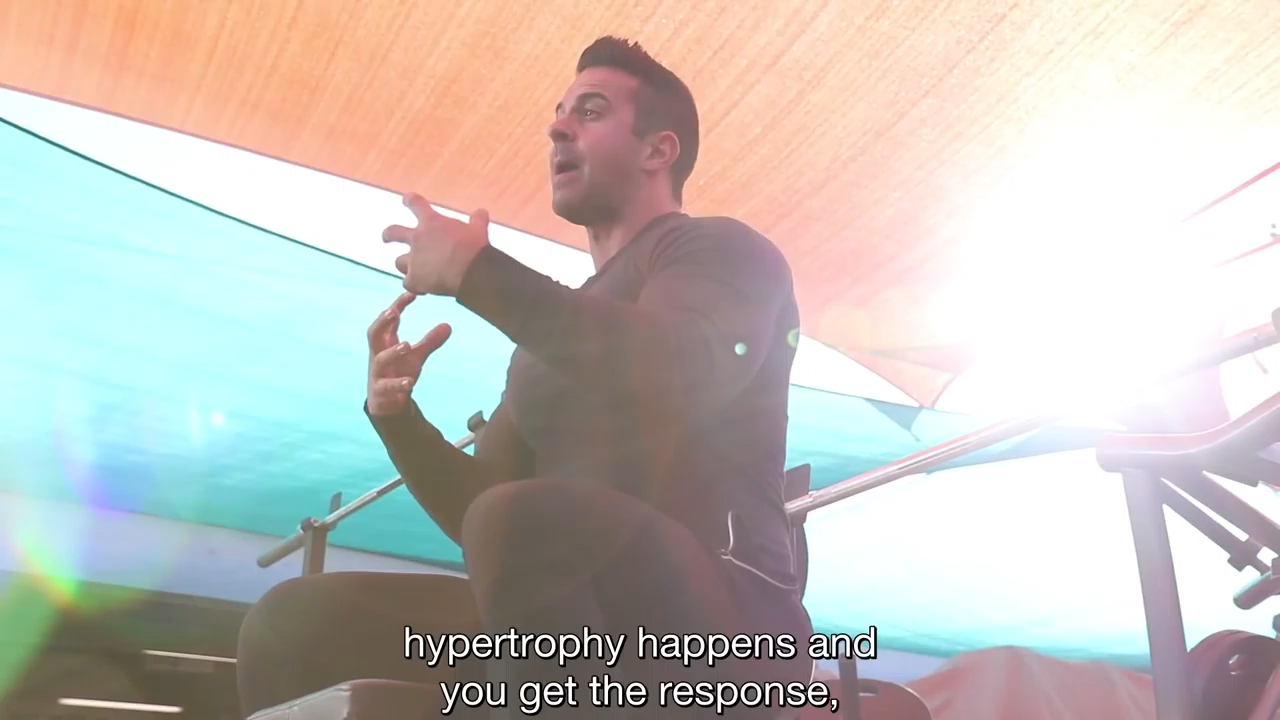 hypertrophy happens and
you get the response,